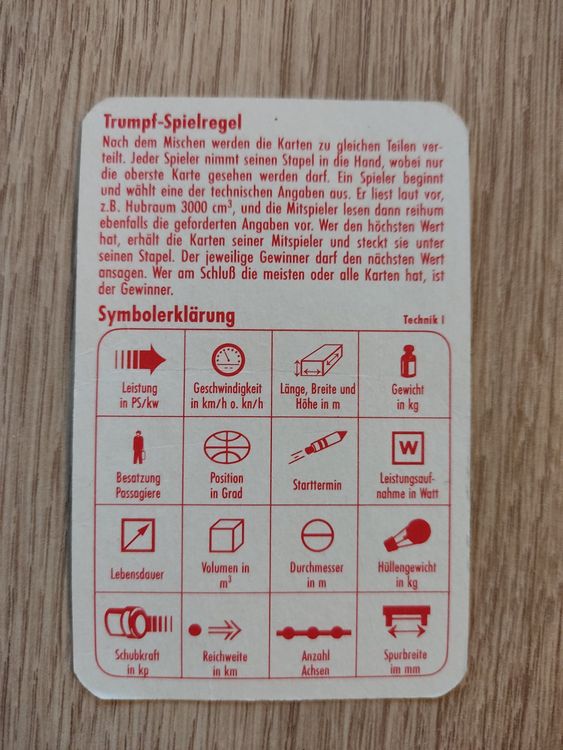 Trumpf-Spielregel
Nach dem Mischen werden die Karten zu gleichen Teilen ver-
teilt. Jeder Spieler nimmt seinen Stapel in die Hand, wobei nur
die oberste Karte gesehen werden darf. Ein Spieler beginnt
und wählt eine der technischen Angaben aus. Er liest laut vor,
z.B. Hubraum 3000 cm³, und die Mitspieler lesen dann reihum
ebenfalls die geforderten Angaben vor. Wer den höchsten Wert
hat, erhält die Karten seiner Mitspieler und steckt sie unter
seinen Stapel. Der jeweilige Gewinner darf den nächsten Wert
ansagen. Wer am Schluß die meisten oder alle Karten hat, ist
der Gewinner.
Symbolerklärung
Technik I
Leistung
in PS/kw
Geschwindigkeit
in km/h o. kn/h
Länge, Breite und
Höhe in m
Gewicht
in kg
Besatzung
Passagiere
Position
in Grad
Starttermin
W
Leistungsauf-
nahme in Watt
Lebensdauer
Volumen in
m³
Durchmesser
in m
Hüllengewicht
in kg
Schubkraft
in kp
Reichweite
in km
Anzahl
Achsen
Spurbreite
im mm